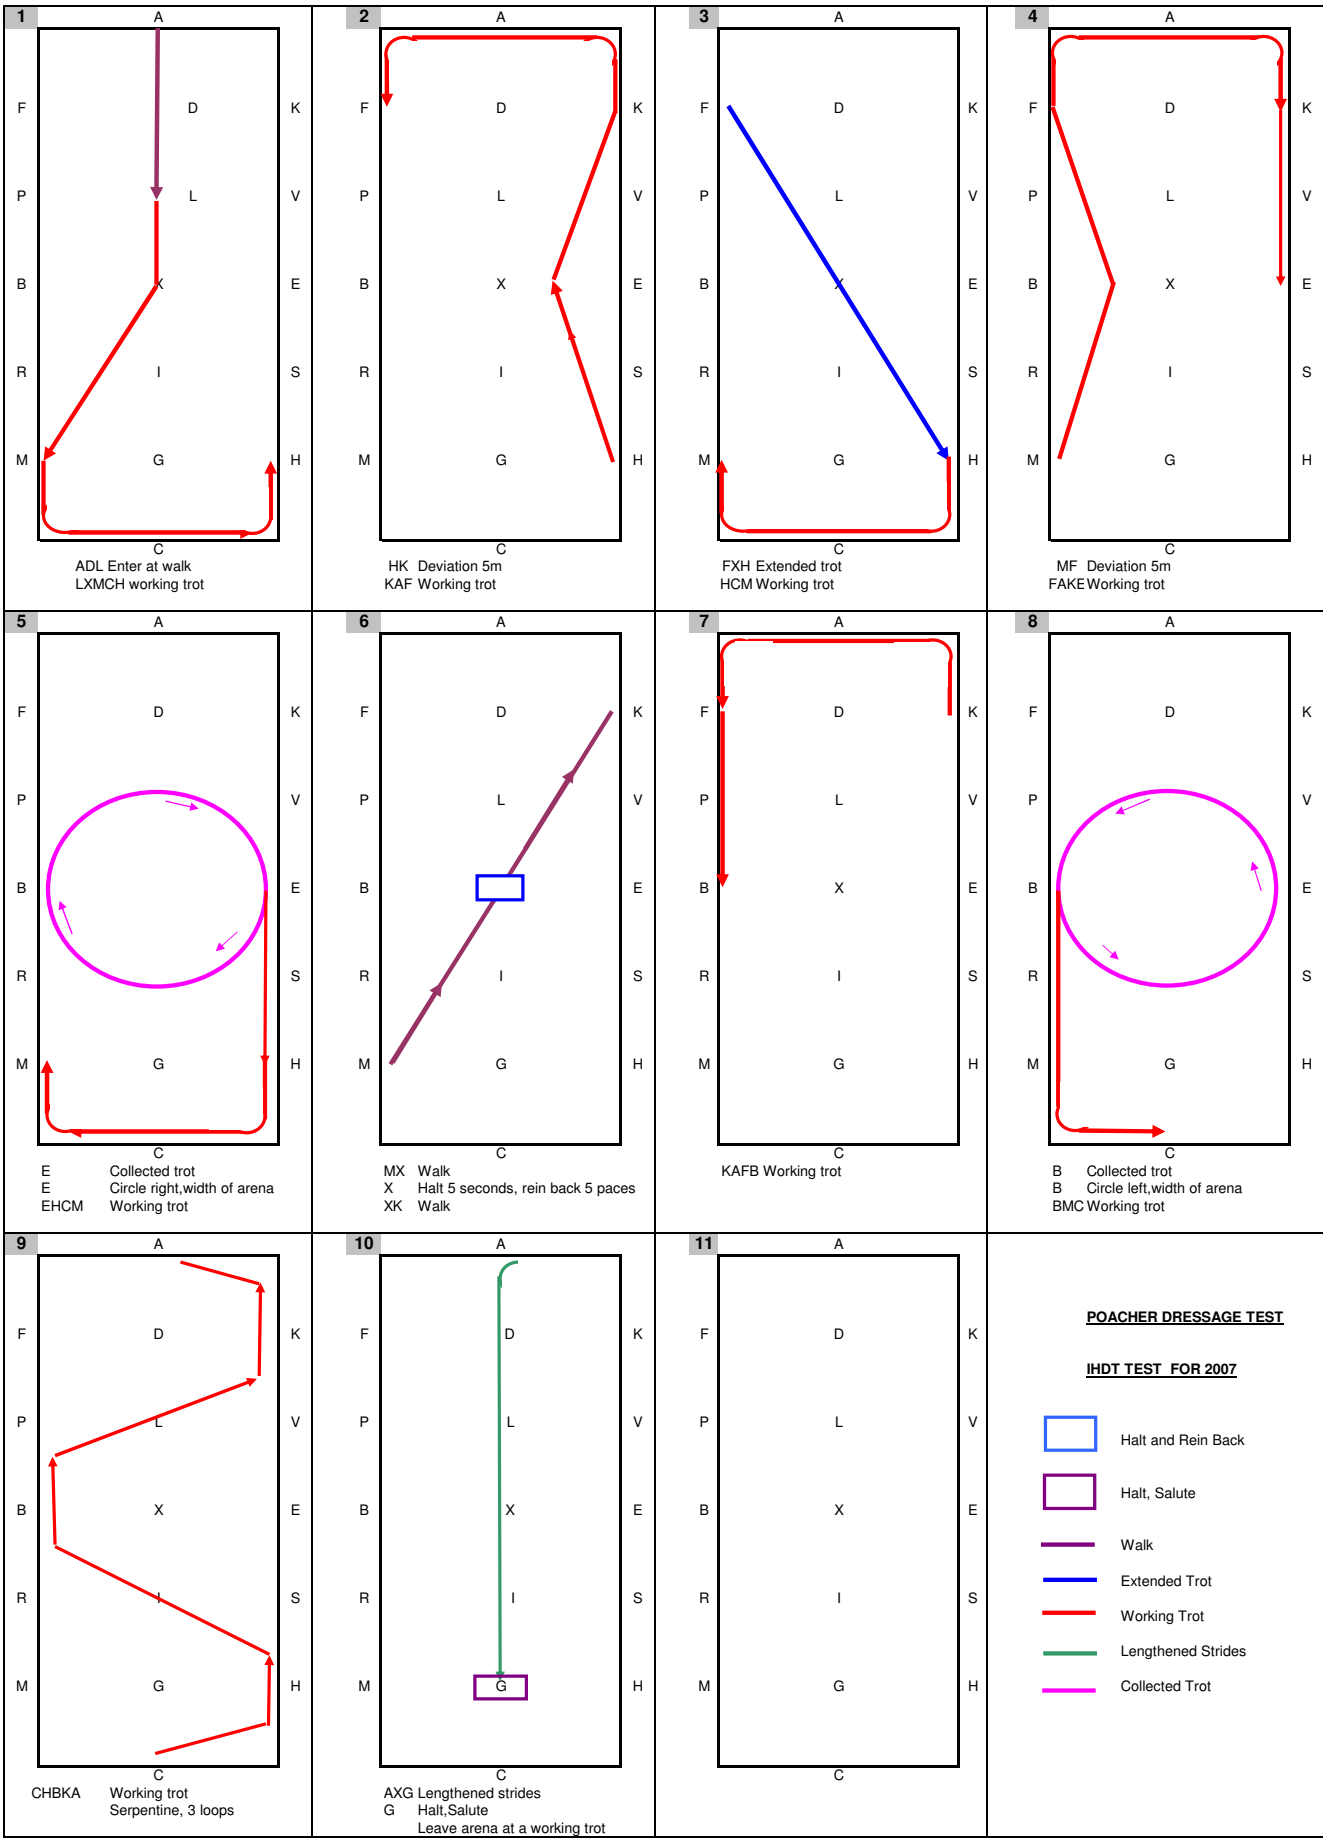 1 A
F D K
P L V
B X E
R I S
M G H
C
ADL Enter at walk
LXMCH working trot
2 A
F D K
P L V
B X E
R I S
M G H
C
HK Deviation 5m
KAF Working trot
3 A
F D K
P L V
B X E
R I S
M G H
C
FXH Extended trot
HCM Working trot
4 A
F D K
P L V
B X E
R I S
M G H
C
MF Deviation 5m
FAKE Working trot
5 A
F D K
P V
B E
R S
M G H
C
E Collected trot
E Circle right,width of arena
EHCM Working trot
6 A
F D K
P L V
B E
R I S
M G H
C
MX Walk
X Halt 5 seconds, rein back 5 paces
XK Walk
7 A
F D K
P L V
B X E
R I S
M G H
C
KAFB Working trot
8 A
F D K
P V
B E
R S
M G H
C
B Collected trot
B Circle left,width of arena
BMC Working trot
9 A
F D K
P L V
B X E
R I S
M G H
C
CHBKA Working trot
Serpentine, 3 loops
10 A
F D K
P L V
B X E
R I S
M G H
C
AXG Lengthened strides
G Halt,Salute
Leave arena at a working trot
11 A
F D K
P L V
B X E
R I S
M G H
C
POACHER DRESSAGE TEST
IHDT TEST FOR 2007
Halt and Rein Back
Halt, Salute
Walk
Extended Trot
Working Trot
Lengthened Strides
Collected Trot